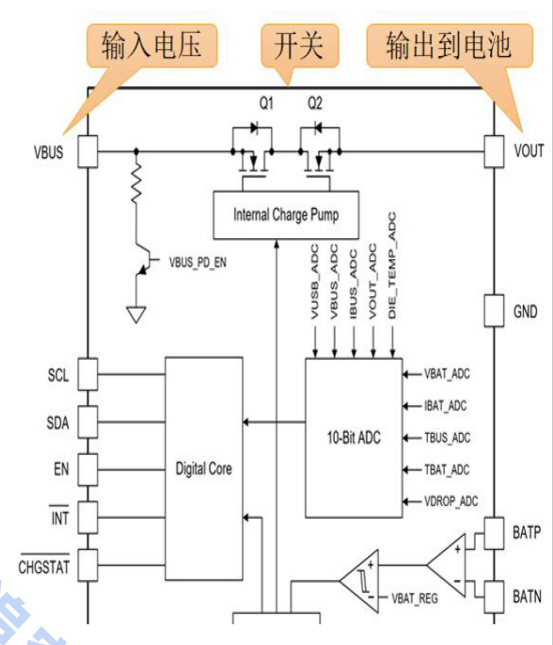 输入电压
开关
输出到电池
Q1
Q2
VBUS
VOUT
Internal Charge Pump
VBUS_PD_EN
VUSB_ADC
VBUS_ADC
IBUS_ADC
VOUT_ADC
DIE_TEMP_ADC
GND
SCL
SDA
EN
INT
CHGSTAT
Digital Core
10-Bit ADC
VBAT_ADC
IBAT_ADC
TBUS_ADC
TBAT_ADC
VDROP_ADC
BATP
BATN
+
−
+
−
VBAT_REG